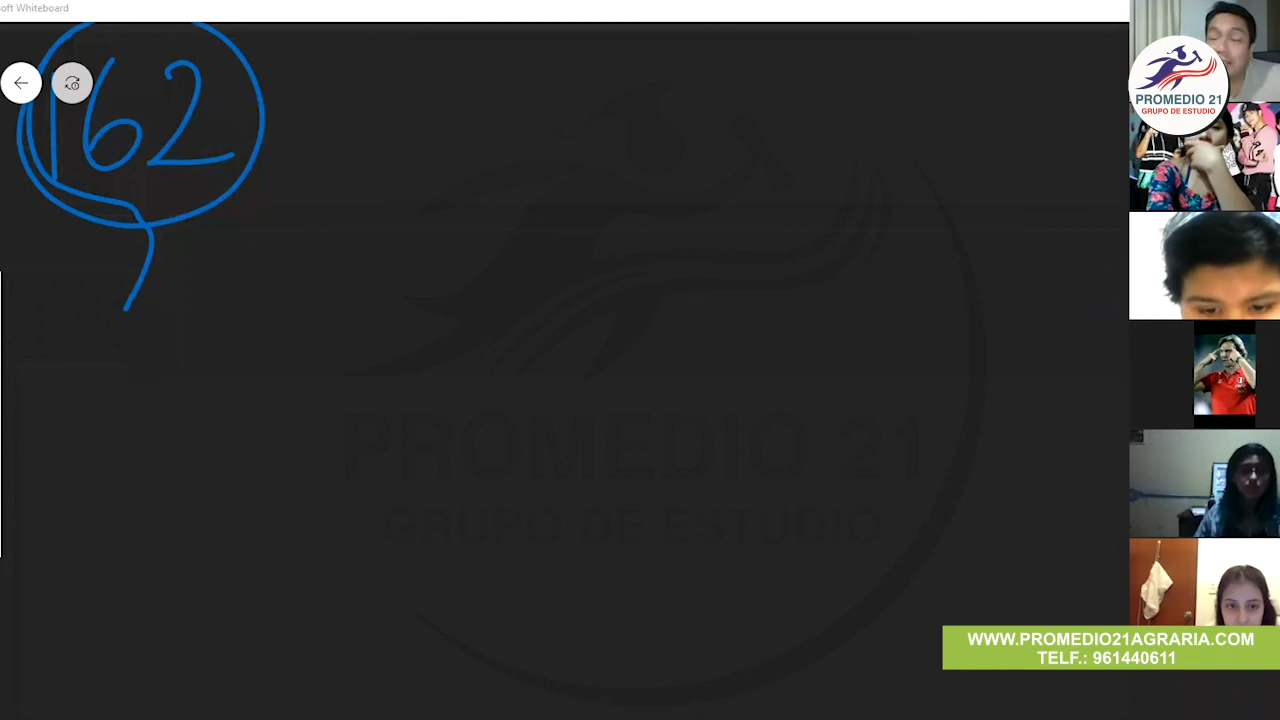 oft Whiteboard
162
PROMEDIO 21
GRUPO DE ESTUDIO
PROMEDIO 21
GRUPO DE ESTUDIO
WWW.PROMEDIO21AGRARIA.COM
TELF.: 961440611